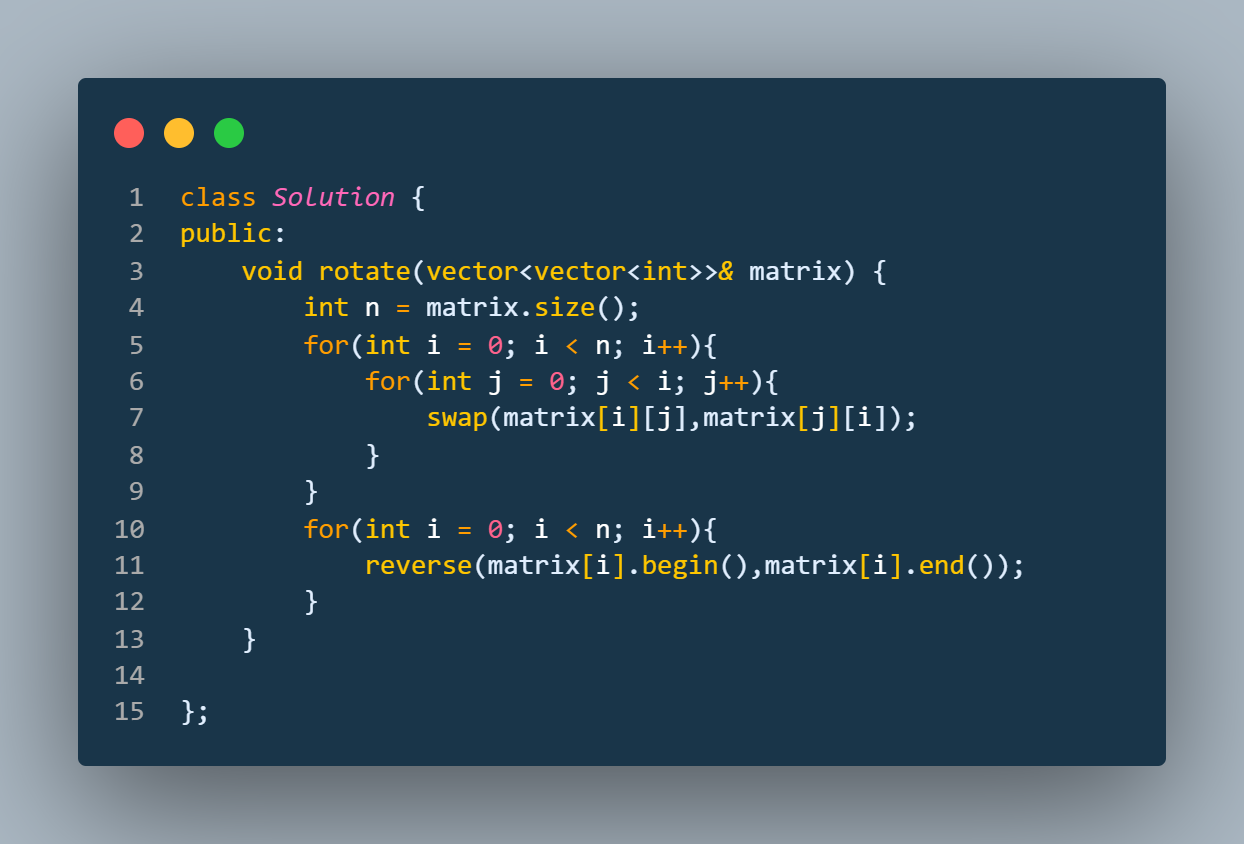 1 class Solution {
2 public:
3     void rotate(vector<vector<int>>& matrix) {
4         int n = matrix.size();
5         for(int i = 0; i < n; i++){
6             for(int j = 0; j < i; j++){
7                 swap(matrix[i][j],matrix[j][i]);
8             }
9         }
10         for(int i = 0; i < n; i++){
11             reverse(matrix[i].begin(),matrix[i].end());
12         }
13     }
14
15 };